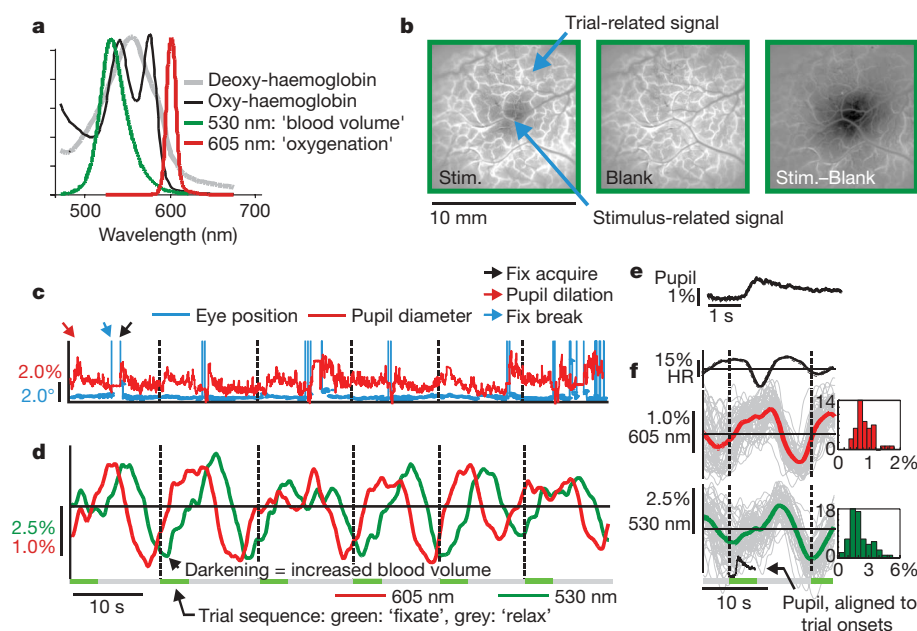 a
Deoxy-haemoglobin
Oxy-haemoglobin
530 nm: 'blood volume'
605 nm: 'oxygenation'
500 600 700
Wavelength (nm)
b
Trial-related signal
Stim.
Blank
Stim.–Blank
10 mm
Stimulus-related signal
c
Fix acquire
Pupil dilation
Fix break
Eye position
Pupil diameter
2.0%
2.0°
d
2.5%
1.0%
Darkening = increased blood volume
10 s
605 nm
530 nm
Trial sequence: green: 'fixate', grey: 'relax'
e
Pupil
1%
1 s
f
15%
HR
1.0%
605 nm
14
0
0 1 2%
2.5%
530 nm
18
0
0 3 6%
10 s
Pupil, aligned to
trial onsets